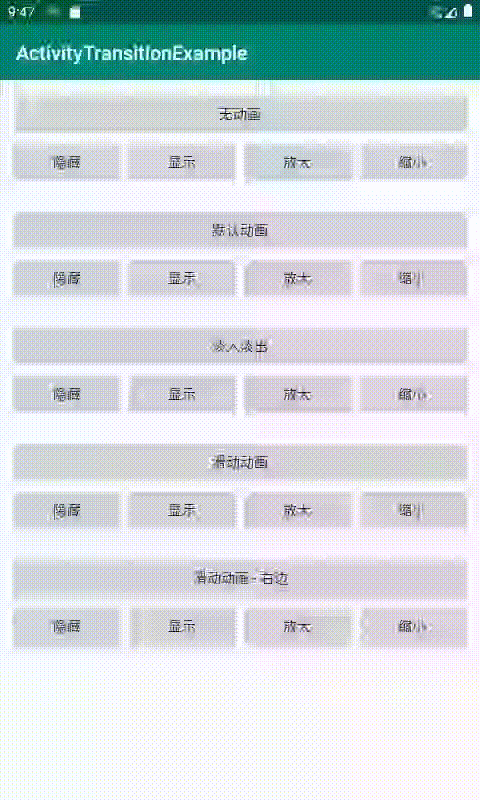 9:47
ActivityTransitionExample
无动画
隐藏 显示 放大 缩小
默认动画
隐藏 显示 放大 缩小
淡入淡出
隐藏 显示 放大 缩小
滑动动画
隐藏 显示 放大 缩小
滑动动画 - 右边
隐藏 显示 放大 缩小